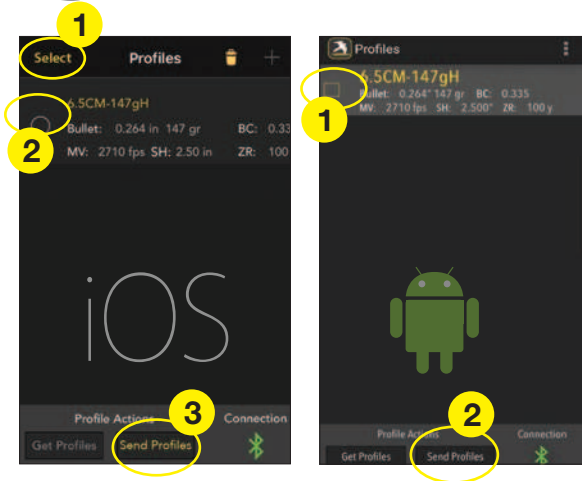 1
Select Profiles
6.5CM-147gH
2
Bullet: 0.264 in 147 gr BC: 0.33
MV: 2710 fps SH: 2.50 in ZR: 100
iOS
3
Profile Actions Connection
Get Profiles Send Profiles
Profiles
6.5CM-147gH
1
Bullet: 0.264" 147 gr BC: 0.335
MV: 2710 fps SH: 2.500" ZR: 100 y
2
Profile Actions Connection
Get Profiles Send Profiles